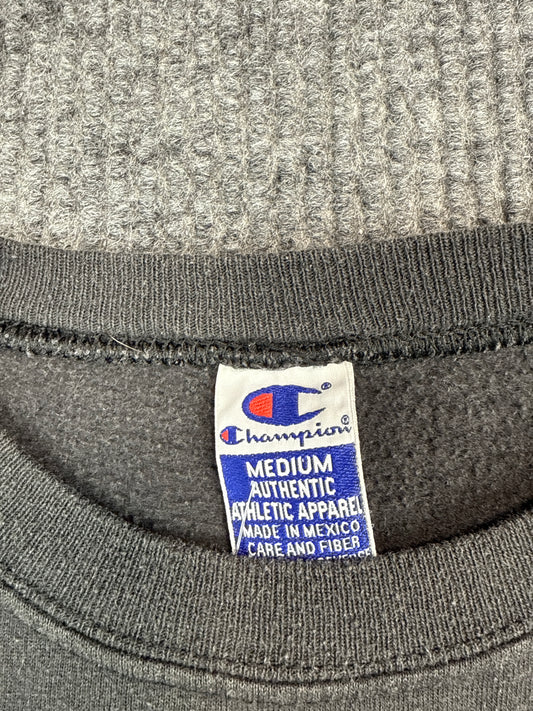 Champion
MEDIUM
AUTHENTIC
ATHLETIC APPAREL
MADE IN MEXICO
CARE AND FIBER